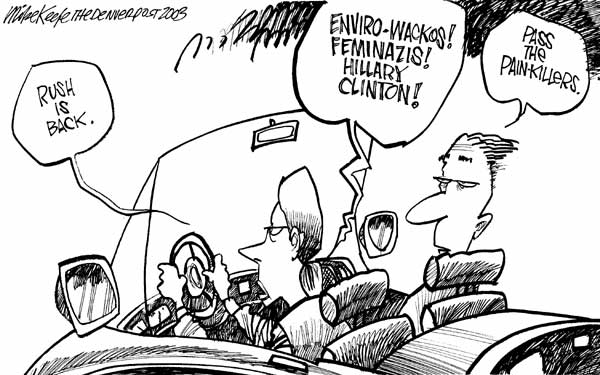 Mike Keefe THE DENVER POST 2003
RUSH
IS
BACK.
ENVIRO-WACKOS!
FEMINAZIS!
HILLARY
CLINTON!
PASS
THE
PAIN-KILLERS.